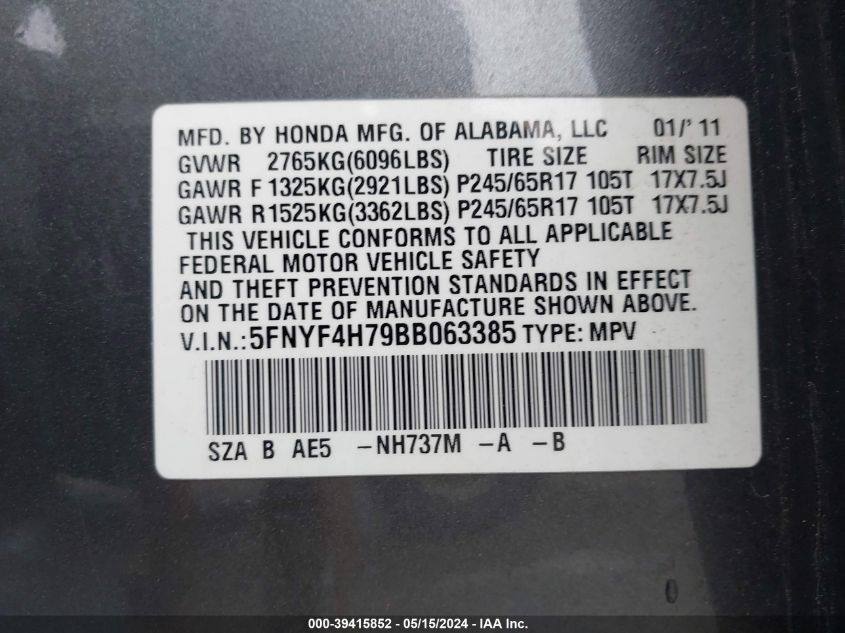 MFD. BY HONDA MFG. OF ALABAMA, LLC 01/' 11
GVWR 2765KG(6096LBS) TIRE SIZE RIM SIZE
GAWR F 1325KG(2921LBS) P245/65R17 105T 17X7.5J
GAWR R1525KG(3362LBS) P245/65R17 105T 17X7.5J
THIS VEHICLE CONFORMS TO ALL APPLICABLE
FEDERAL MOTOR VEHICLE SAFETY
AND THEFT PREVENTION STANDARDS IN EFFECT
ON THE DATE OF MANUFACTURE SHOWN ABOVE.
V.I.N.:5FNYF4H79BB063385 TYPE: MPV
SZA B AE5 -NH737M -A -B
000-39415852 - 05/15/2024 - IAA Inc.